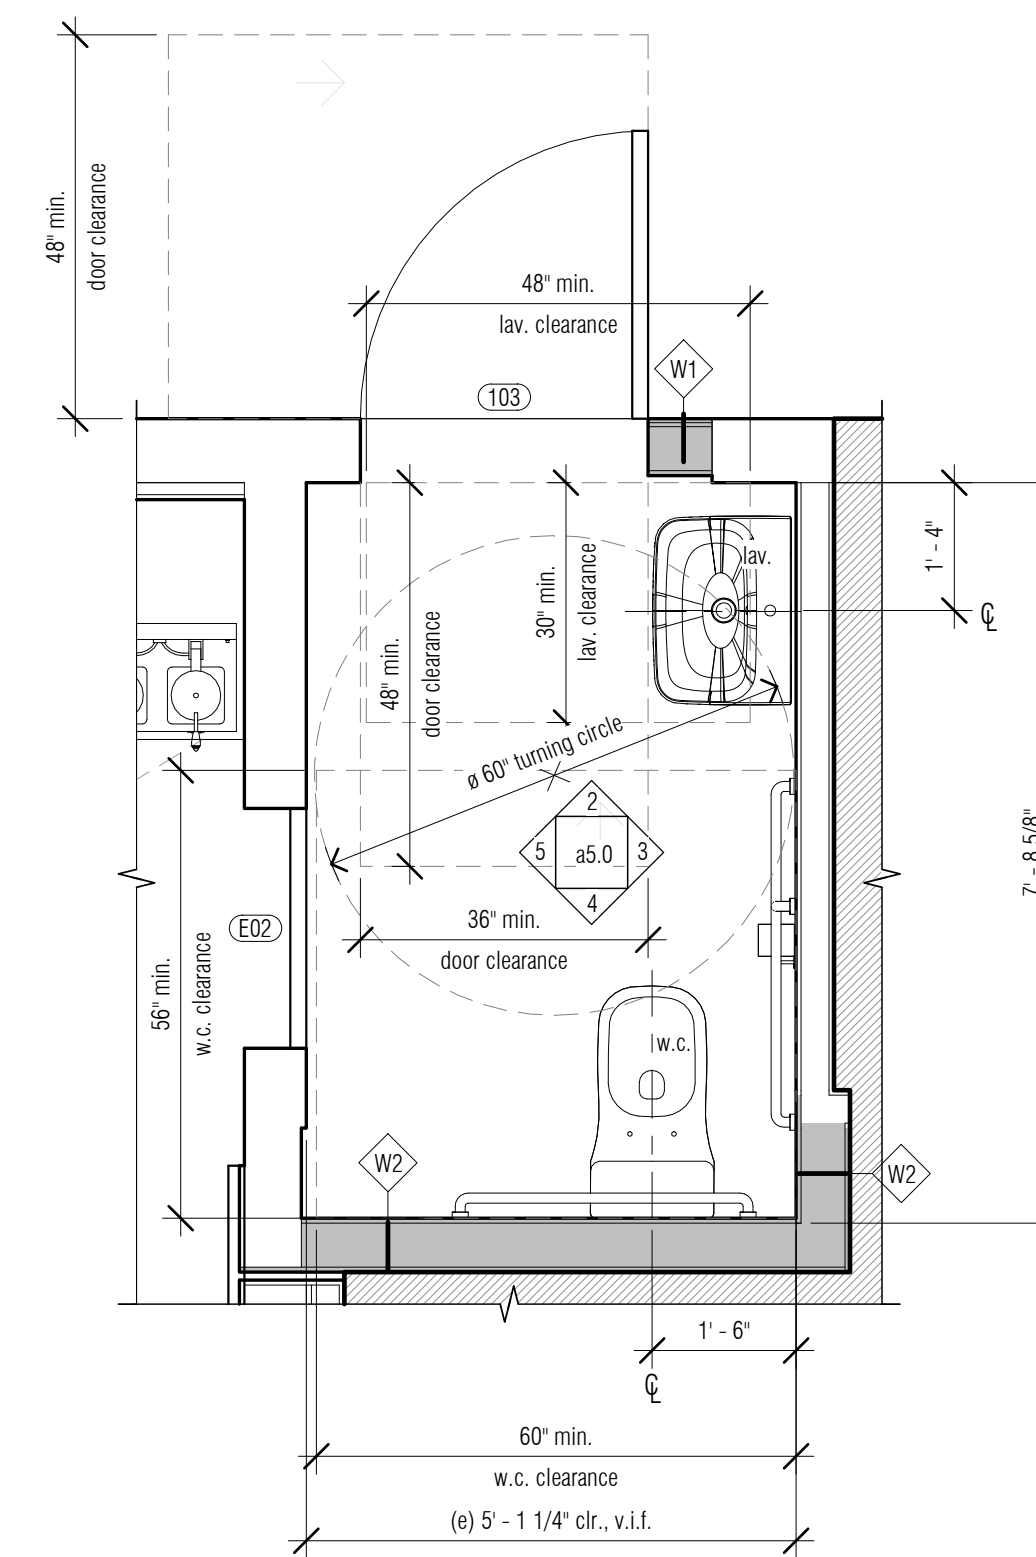 48" min.
door clearance
48" min.
lav. clearance
W1
103
1' - 4"
lav.
30" min.
lav. clearance
48" min.
door clearance
℄
ø 60" turning circle
2
5 a5.0 3
4
7' - 8 5/8"
36" min.
door clearance
E02
56" min.
w.c. clearance
w.c.
W2
W2
1' - 6"
℄
60" min.
w.c. clearance
(e) 5' - 1 1/4" clr., v.i.f.